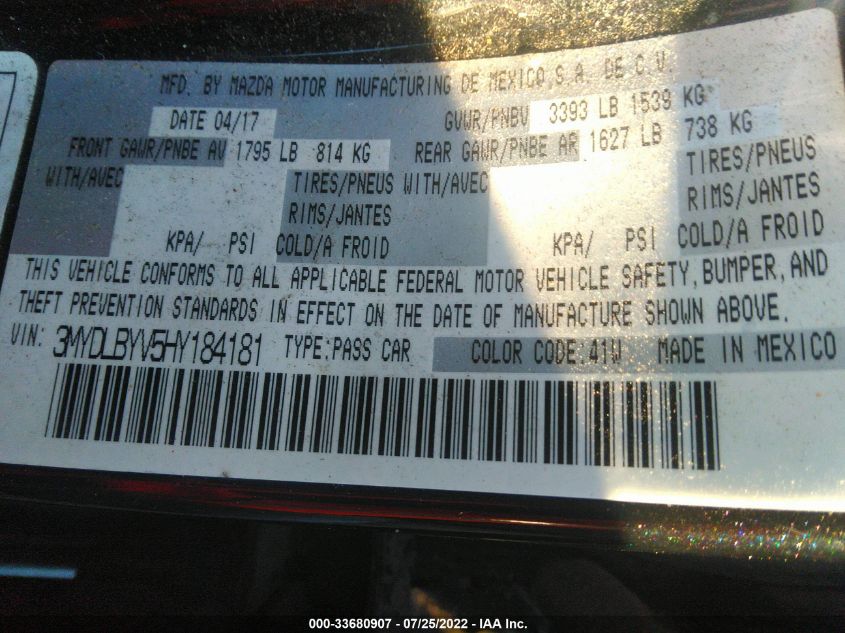 MFD. BY MAZDA MOTOR MANUFACTURING DE MEXICO,S.A. DE C.V.
DATE 04/17 GVWR/PNBV 3393 LB 1539 KG
FRONT GAWR/PNBE AV 1795 LB 814 KG REAR GAWR/PNBE AR 1627 LB 738 KG
WITH/AVEC TIRES/PNEUS WITH/AVEC TIRES/PNEUS
RIMS/JANTES RIMS/JANTES
KPA/ PSI COLD/A FROID KPA/ PSI COLD/A FROID
THIS VEHICLE CONFORMS TO ALL APPLICABLE FEDERAL MOTOR VEHICLE SAFETY,BUMPER,AND
THEFT PREVENTION STANDARDS IN EFFECT ON THE DATE OF MANUFACTURE SHOWN ABOVE.
VIN: 3MYDLBYV5HY184181 TYPE:PASS CAR COLOR CODE:41W MADE IN MEXICO
000-33680907 - 07/25/2022 - IAA Inc.